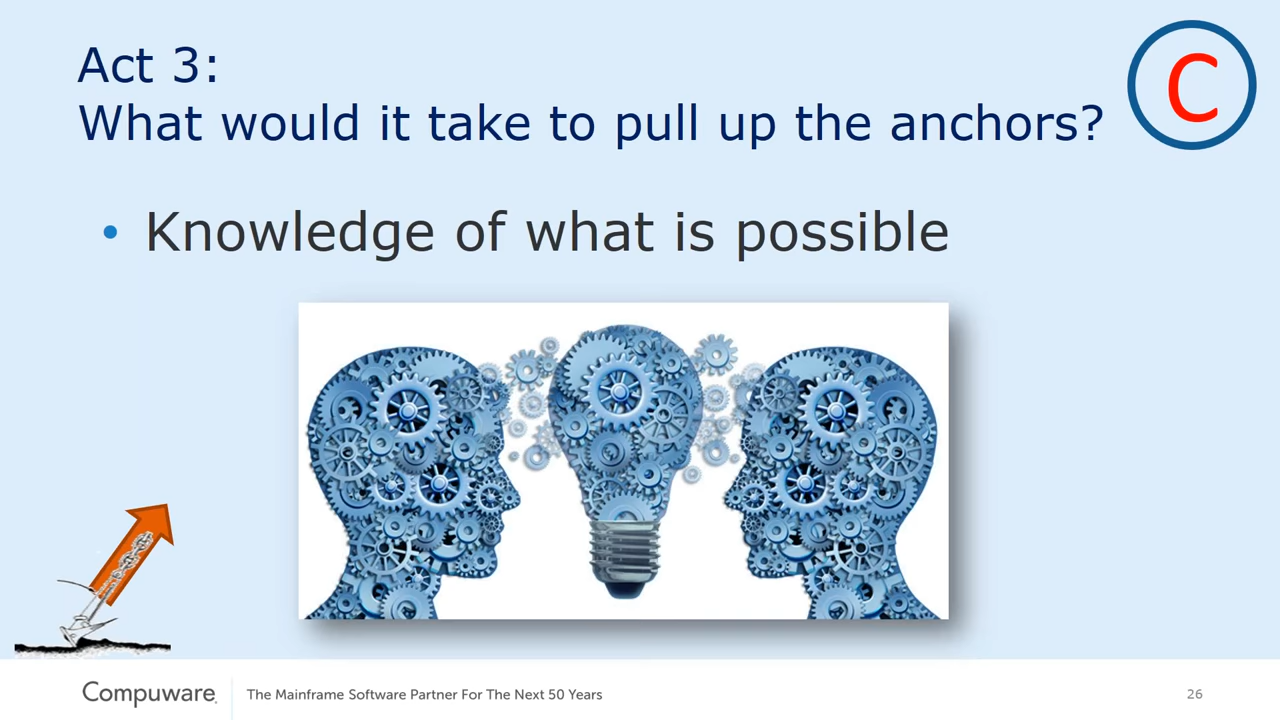 Act 3:
What would it take to pull up the anchors?
C
• Knowledge of what is possible
Compuware.
The Mainframe Software Partner For The Next 50 Years
26